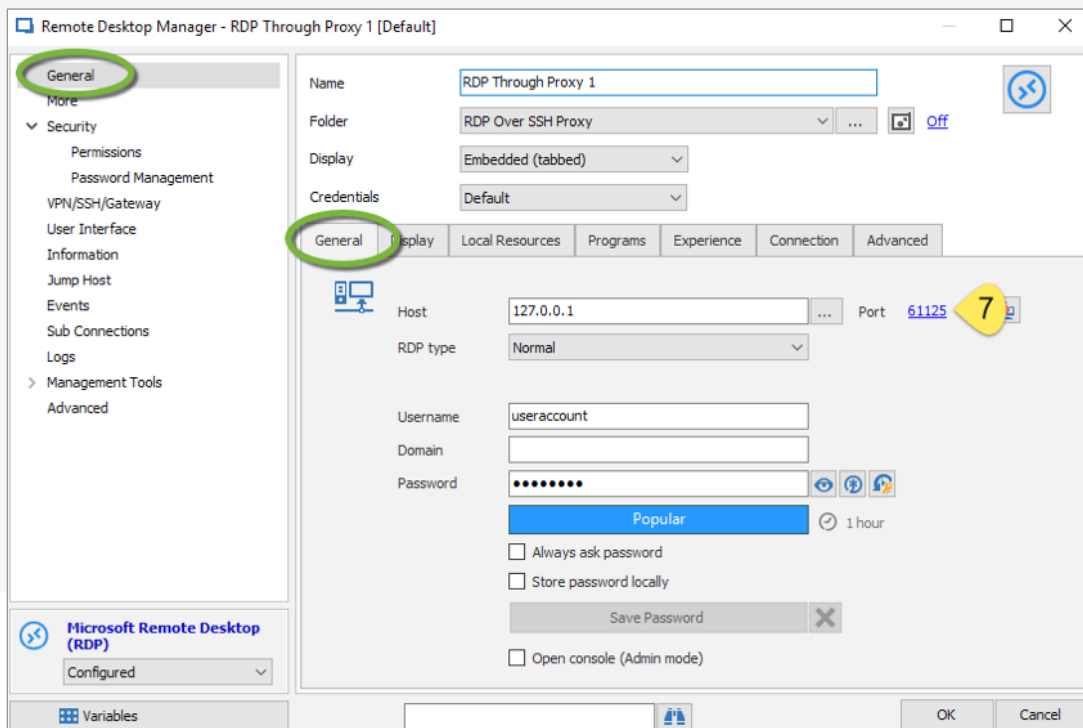 Remote Desktop Manager - RDP Through Proxy 1 [Default]
General
More
Security
Permissions
Password Management
VPN/SSH/Gateway
User Interface
Information
Jump Host
Events
Sub Connections
Logs
Management Tools
Advanced
Microsoft Remote Desktop
(RDP)
Configured
Variables
Name RDP Through Proxy 1
Folder RDP Over SSH Proxy ... Off
Display Embedded (tabbed)
Credentials Default
General Display Local Resources Programs Experience Connection Advanced
Host 127.0.0.1 ... Port 61125 7
RDP type Normal
Username useraccount
Domain
Password ••••••••
Popular 1 hour
Always ask password
Store password locally
Save Password
Open console (Admin mode)
OK Cancel